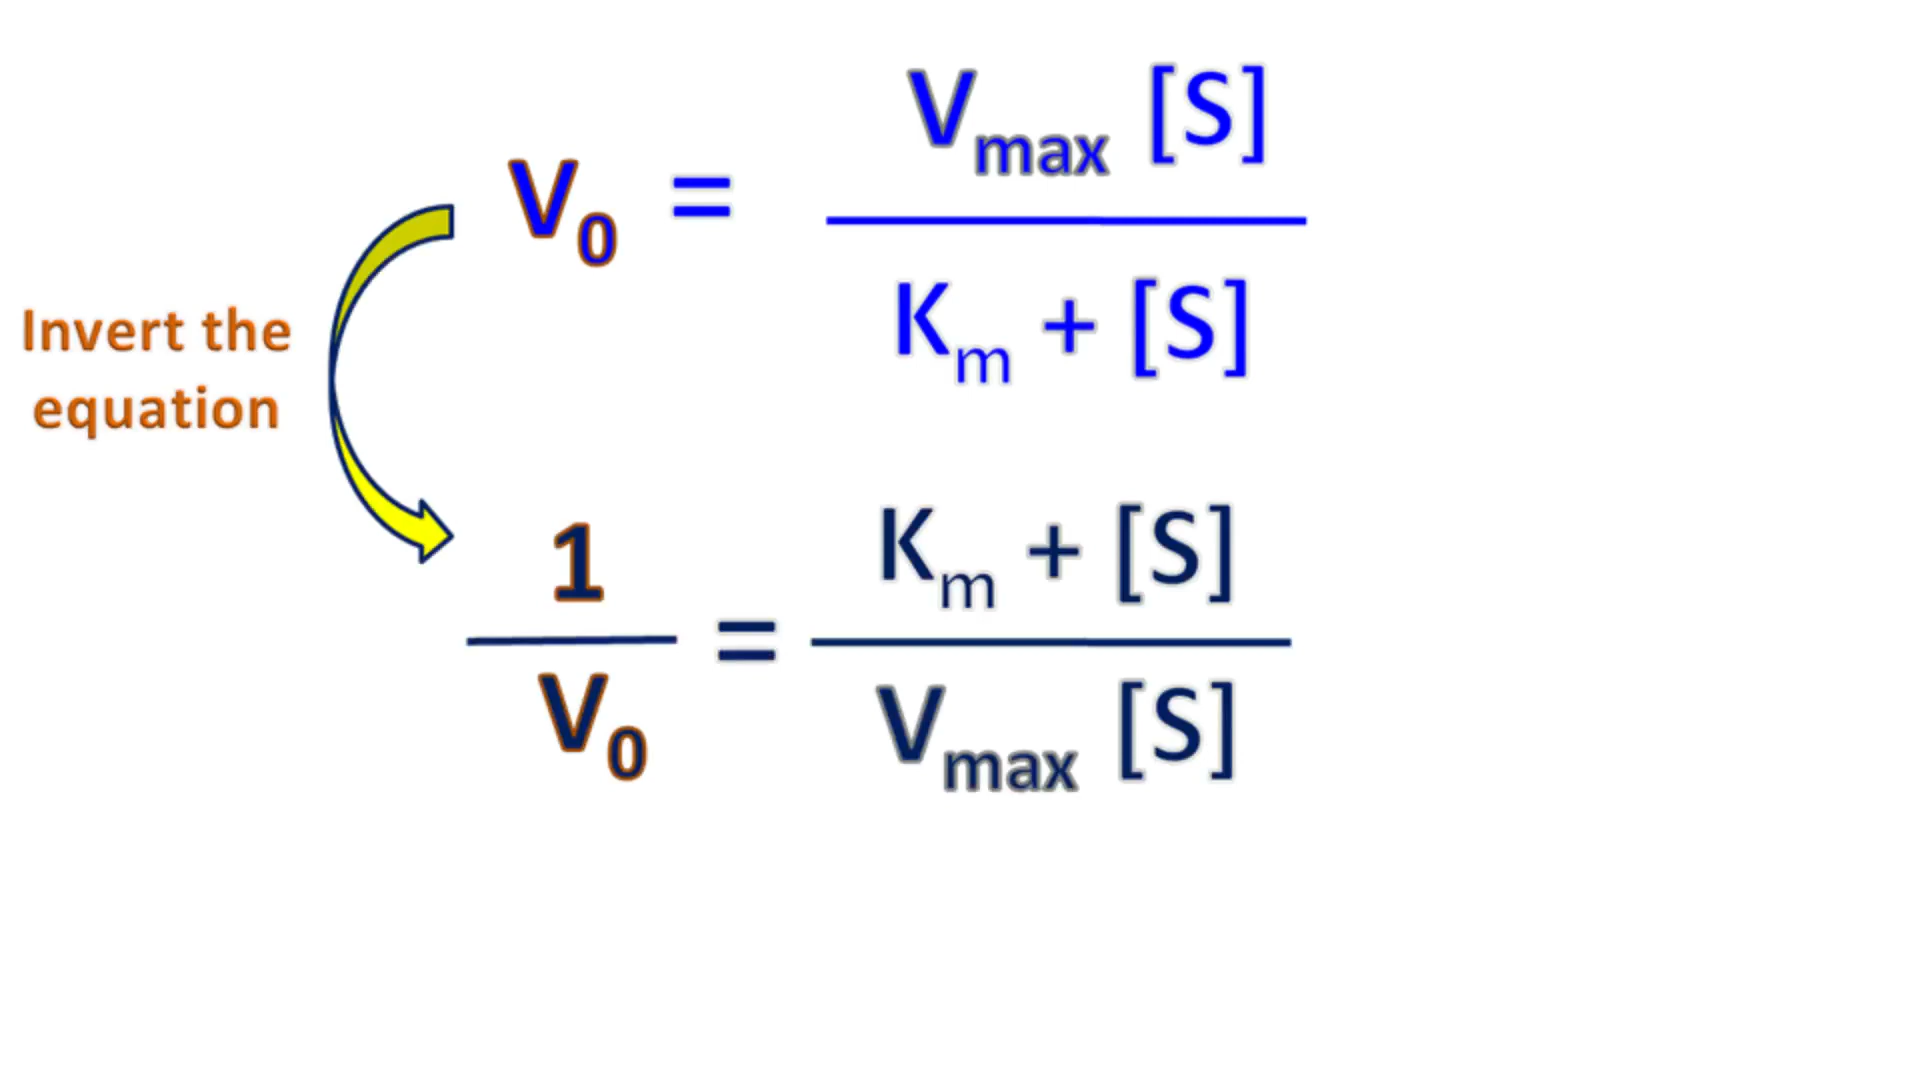 V₀ = Vₘₐₓ [S] / Kₘ + [S]
Invert the
equation
1 / V₀ = Kₘ + [S] / Vₘₐₓ [S]